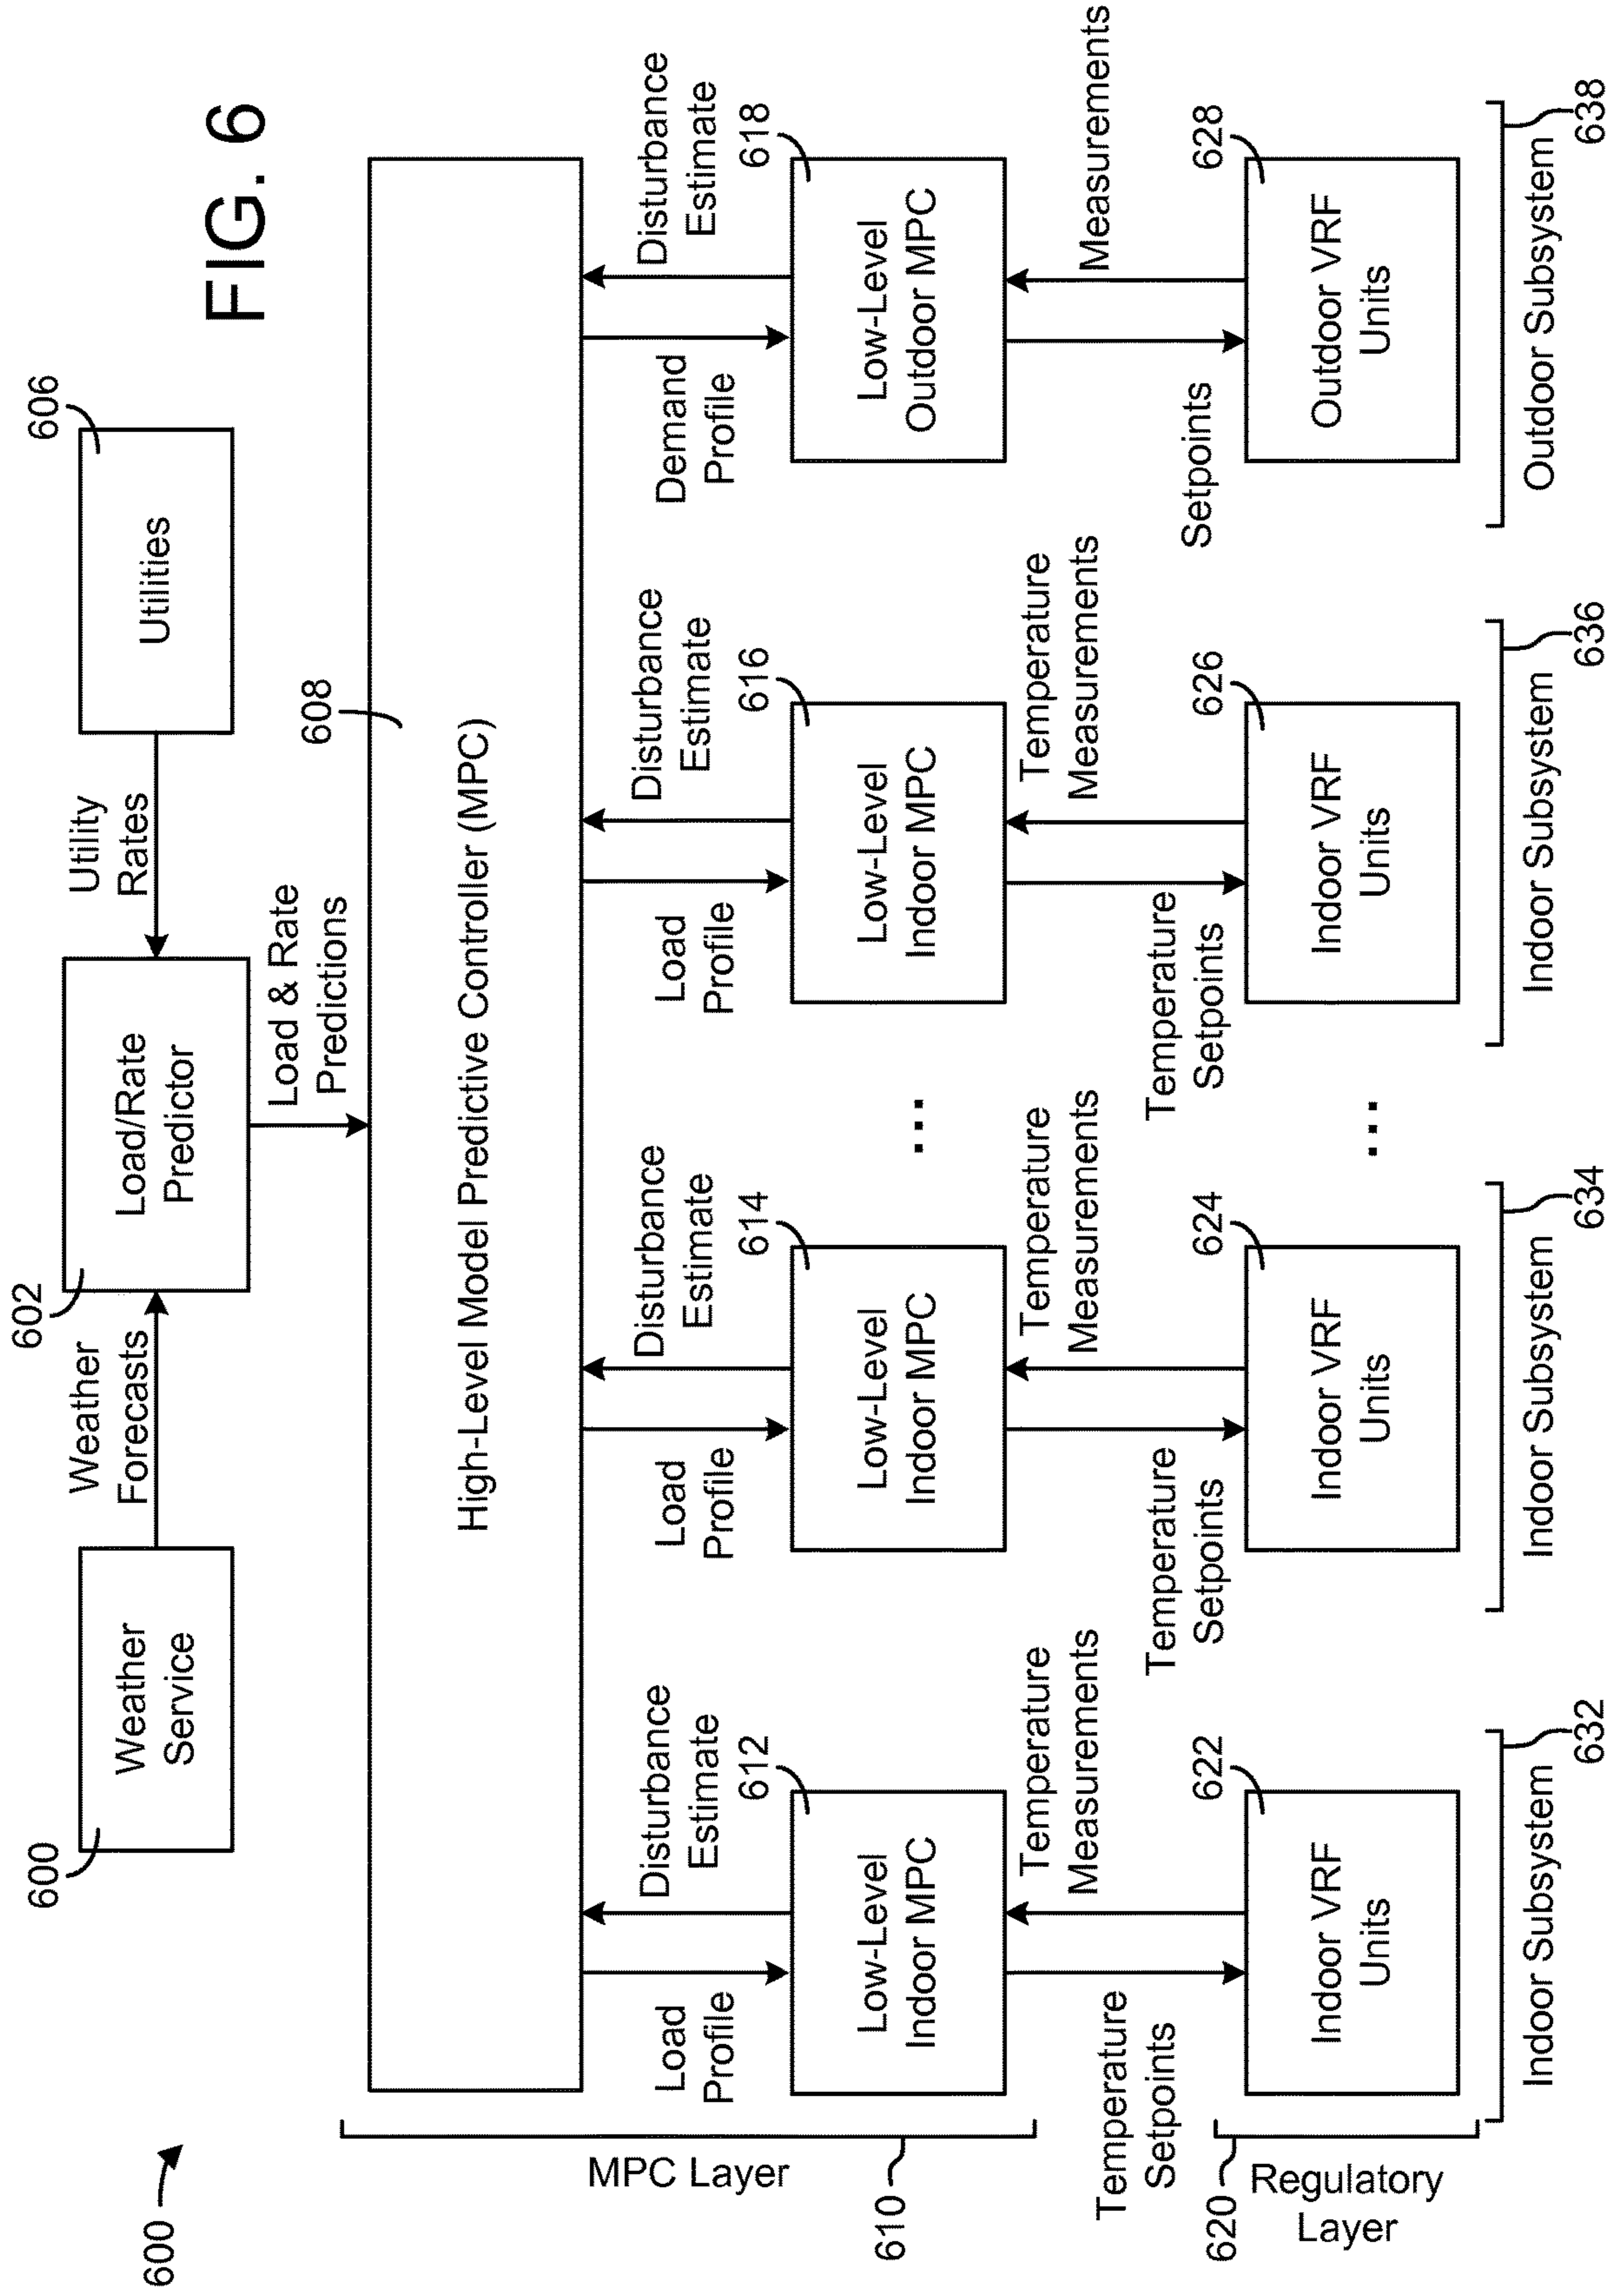 FIG. 6
600
600
Weather
Service
Weather
Forecasts
602
Load/Rate
Predictor
Utility
Rates
606
Utilities
Load & Rate
Predictions
608
High-Level Model Predictive Controller (MPC)
MPC Layer
610
Load
Profile
Disturbance
Estimate
Load
Profile
Disturbance
Estimate
Load
Profile
Disturbance
Estimate
Demand
Profile
Disturbance
Estimate
612
Low-Level
Indoor MPC
614
Low-Level
Indoor MPC
...
616
Low-Level
Indoor MPC
618
Low-Level
Outdoor MPC
Temperature
Setpoints
Temperature
Measurements
Temperature
Setpoints
Temperature
Measurements
Temperature
Setpoints
Temperature
Measurements
Setpoints
Measurements
620
Regulatory
Layer
622
Indoor VRF
Units
624
Indoor VRF
Units
...
626
Indoor VRF
Units
628
Outdoor VRF
Units
Indoor Subsystem
632
Indoor Subsystem
634
Indoor Subsystem
636
Outdoor Subsystem
638